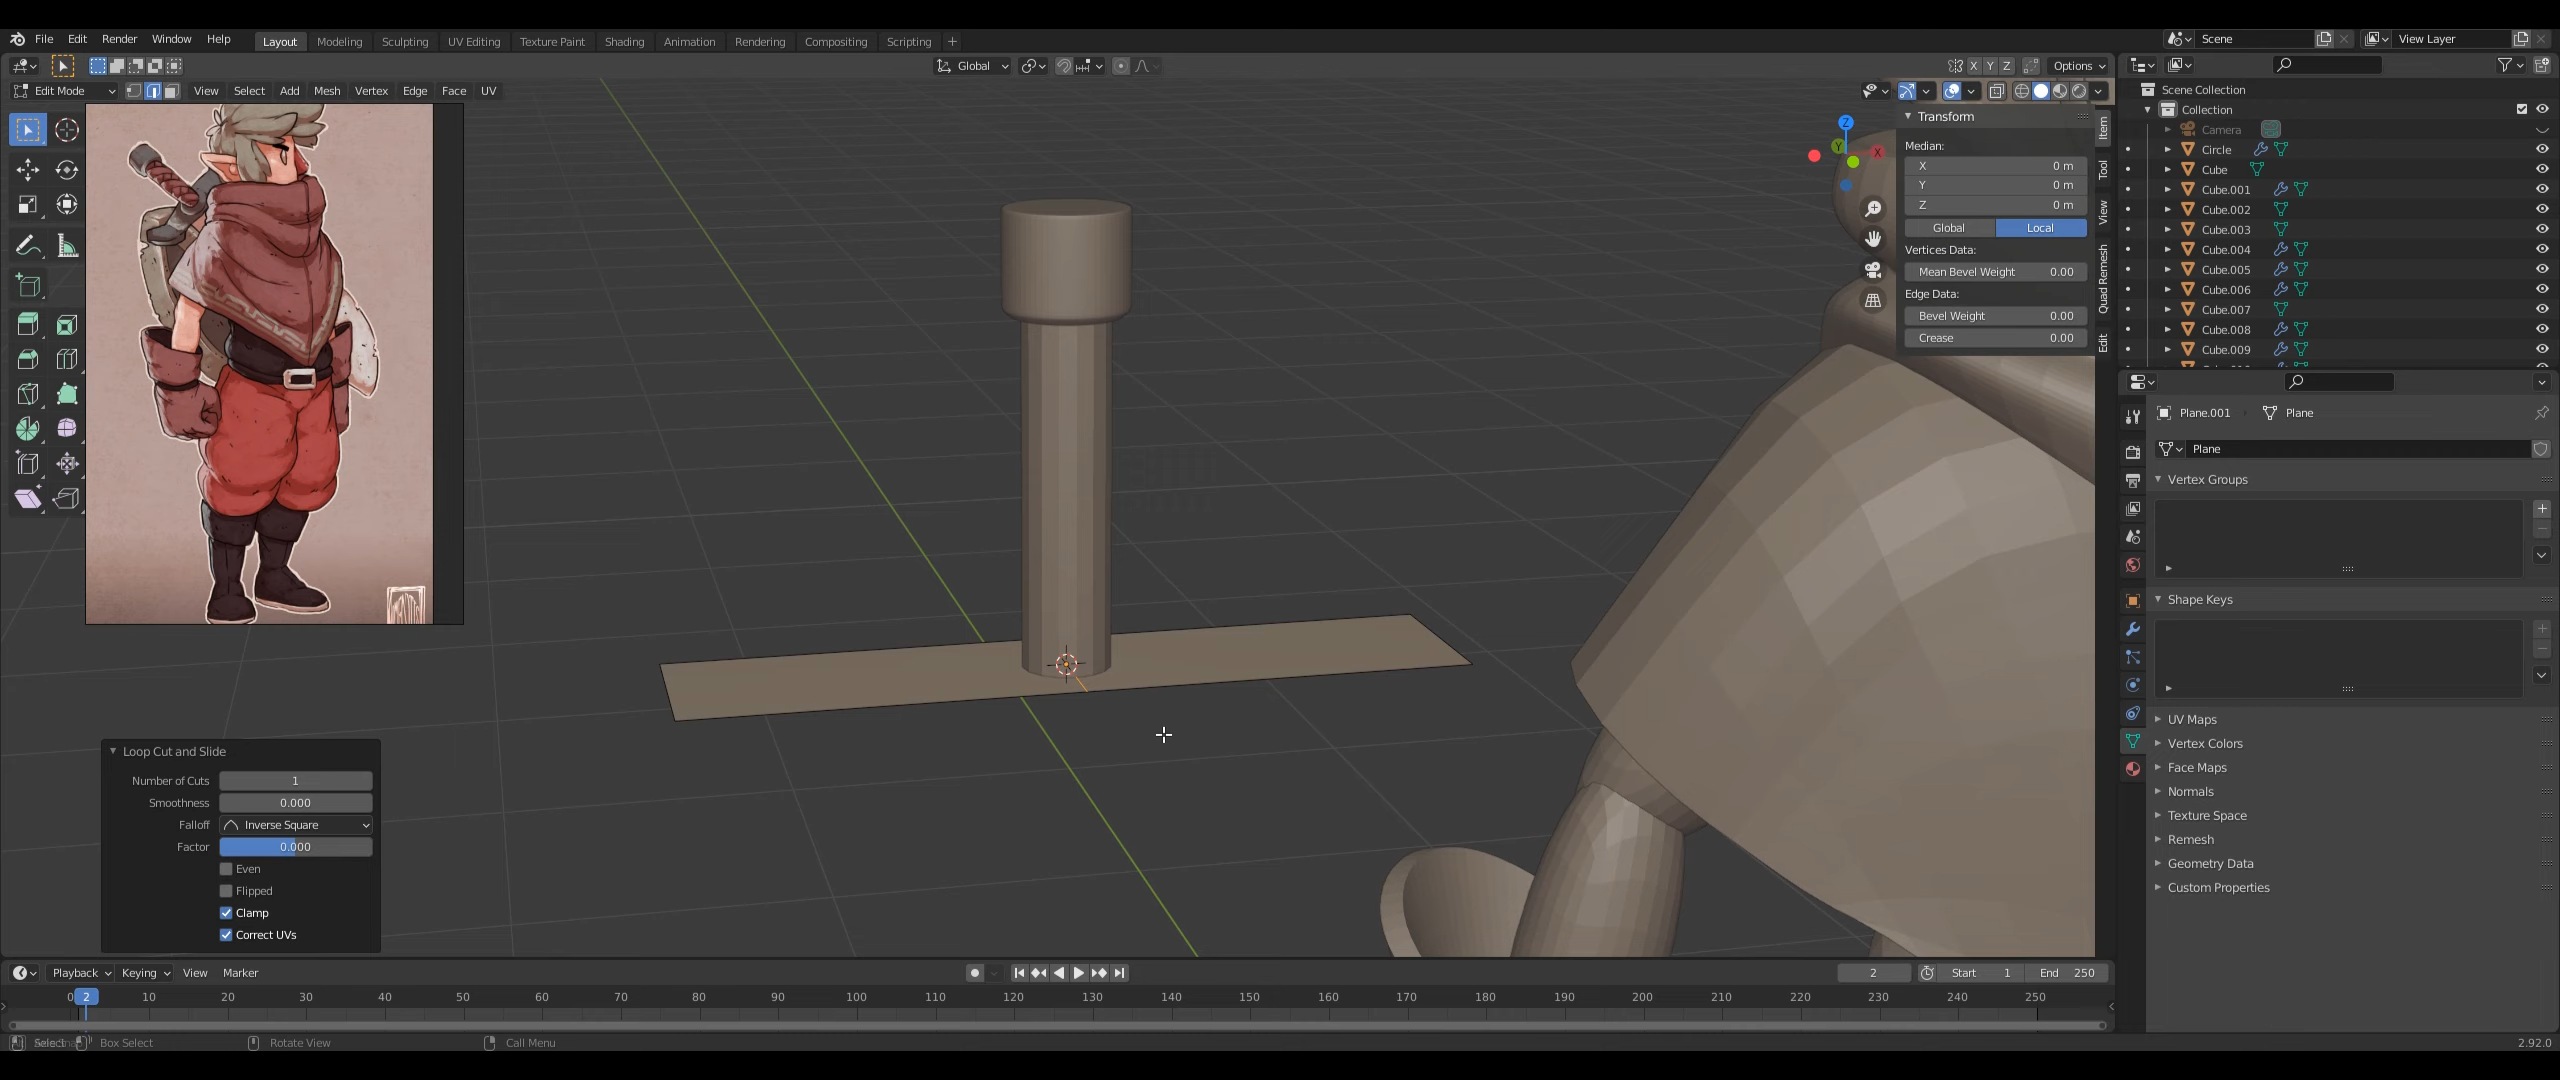 File Edit Render Window Help Layout Modeling Sculpting UV Editing Texture Paint Shading Animation Rendering Compositing Scripting + Scene View Layer
Global X Y Z Options
Edit Mode View Select Add Mesh Vertex Edge Face UV
Scene Collection
Collection
Camera
Circle
Cube
Cube.001
Cube.002
Cube.003
Cube.004
Cube.005
Cube.006
Cube.007
Cube.008
Cube.009
Z
Y
X
Transform
Median:
X 0 m
Y 0 m
Z 0 m
Global Local
Vertices Data:
Mean Bevel Weight 0.00
Edge Data:
Bevel Weight 0.00
Crease 0.00
Item
Tool
View
Quad Remesh
Edit
Plane.001 Plane
Plane
Vertex Groups
Shape Keys
UV Maps
Vertex Colors
Face Maps
Normals
Texture Space
Remesh
Geometry Data
Custom Properties
Loop Cut and Slide
Number of Cuts 1
Smoothness 0.000
Falloff Inverse Square
Factor 0.000
Even
Flipped
Clamp
Correct UVs
Playback Keying View Marker 2 Start 1 End 250
0 2 10 20 30 40 50 60 70 80 90 100 110 120 130 140 150 160 170 180 190 200 210 220 230 240 250
Box Select Rotate View Call Menu 2.92.0